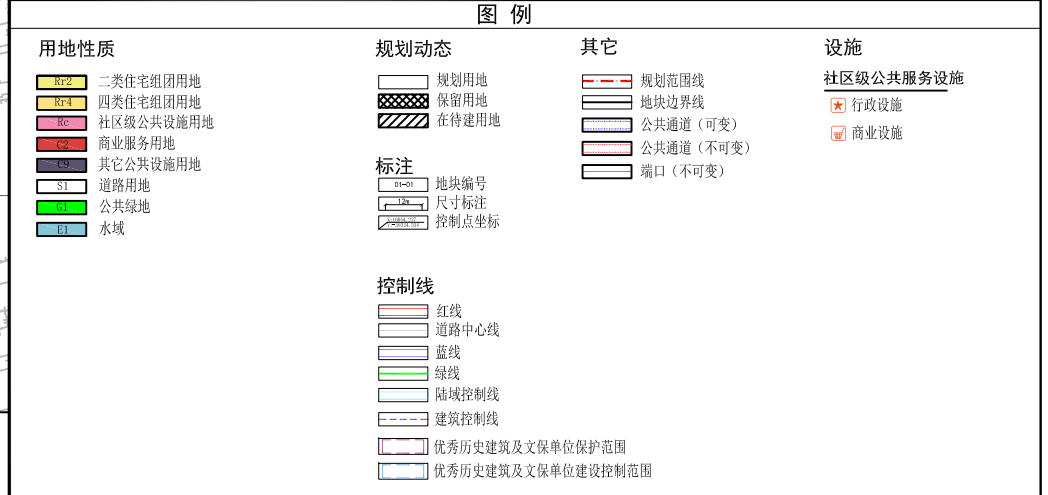 图 例
用地性质
Rr2 二类住宅组团用地
Rr4 四类住宅组团用地
Rc 社区级公共设施用地
C2 商业服务用地
C9 其它公共设施用地
S1 道路用地
G1 公共绿地
E1 水域
规划动态
规划用地
保留用地
在待建用地
标注
01-01 地块编号
12m 尺寸标注
控制点坐标
控制线
红线
道路中心线
蓝线
绿线
陆域控制线
建筑控制线
优秀历史建筑及文保单位保护范围
优秀历史建筑及文保单位建设控制范围
其它
规划范围线
地块边界线
公共通道（可变）
公共通道（不可变）
端口（不可变）
设施
社区级公共服务设施
行政设施
商业设施